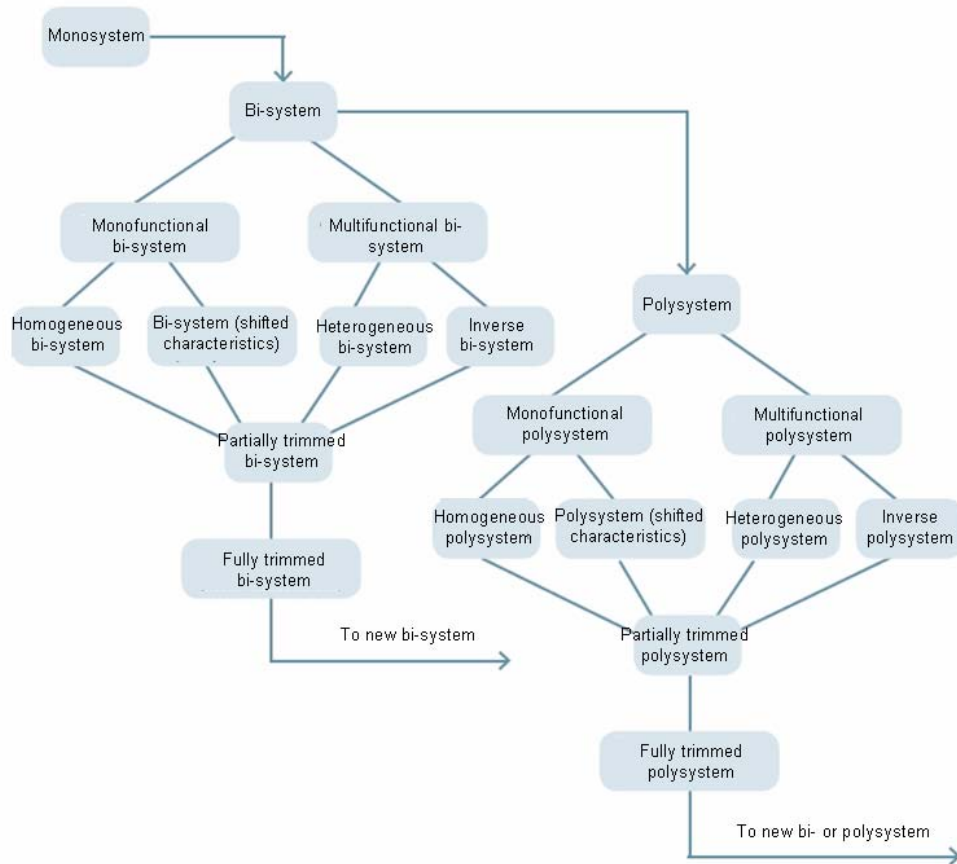 Monosystem
Bi-system
Monofunctional
bi-system
Multifunctional bi-
system
Homogeneous
bi-system
Bi-system (shifted
characteristics)
Heterogeneous
bi-system
Inverse
bi-system
Partially trimmed
bi-system
Fully trimmed
bi-system
To new bi-system
Polysystem
Monofunctional
polysystem
Multifunctional
polysystem
Homogeneous
polysystem
Polysystem (shifted
characteristics)
Heterogeneous
polysystem
Inverse
polysystem
Partially trimmed
polysystem
Fully trimmed
polysystem
To new bi- or polysystem